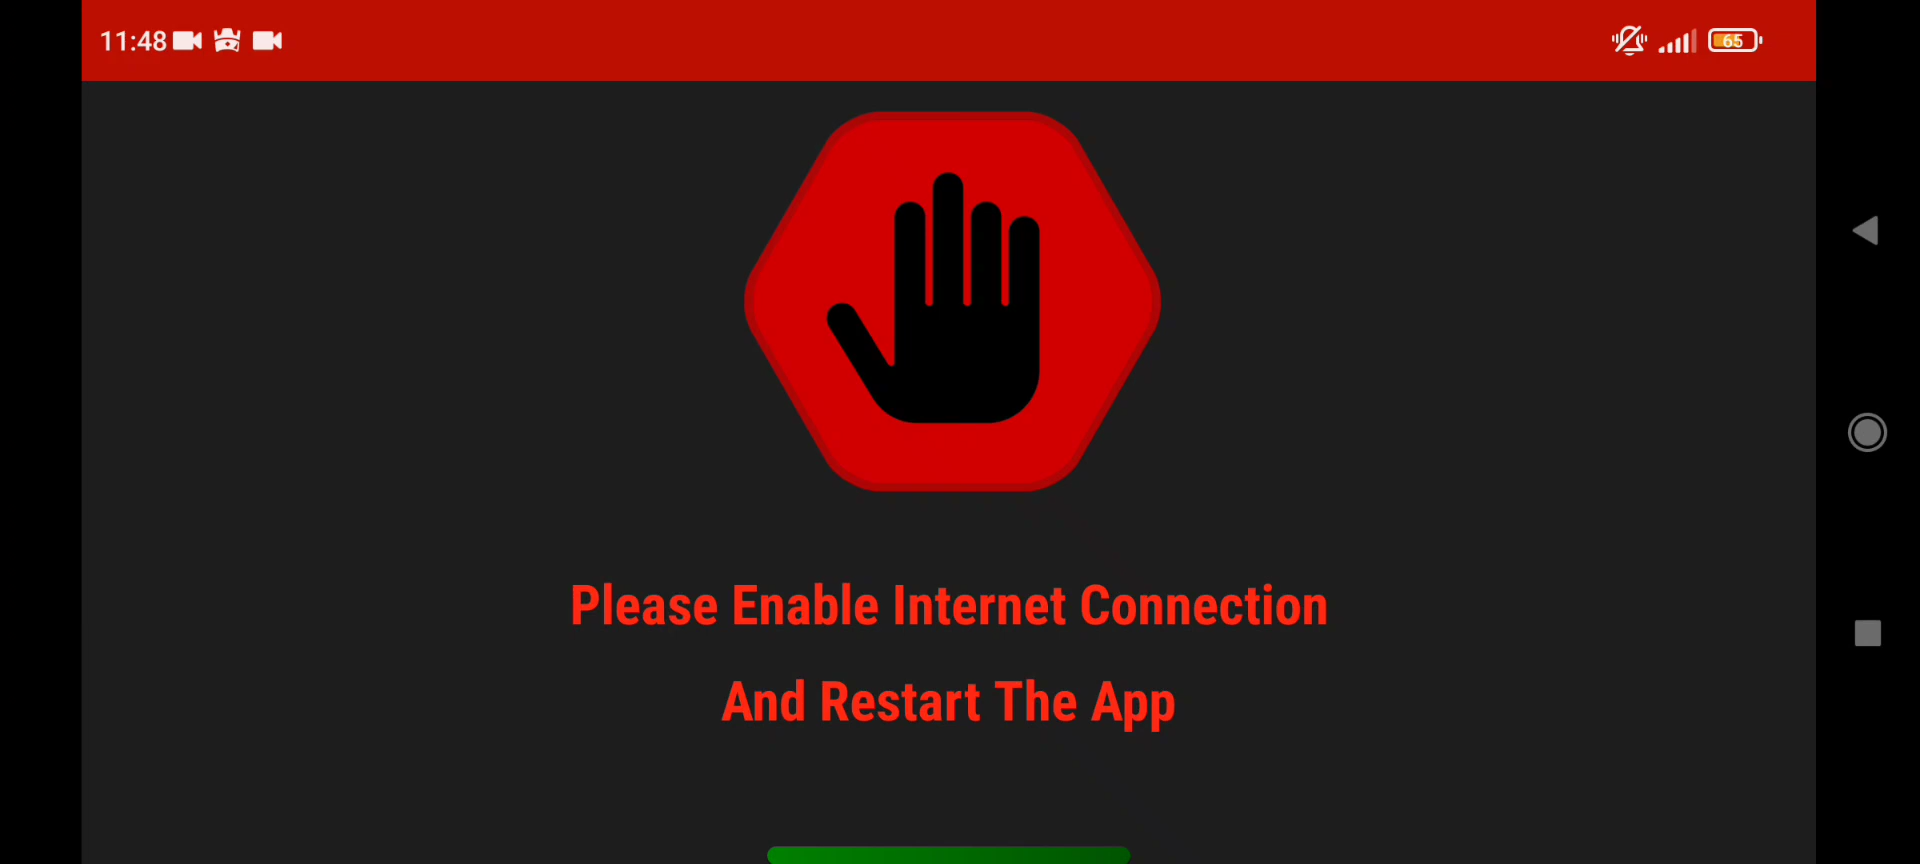 11:48
65
Please Enable Internet Connection
And Restart The App